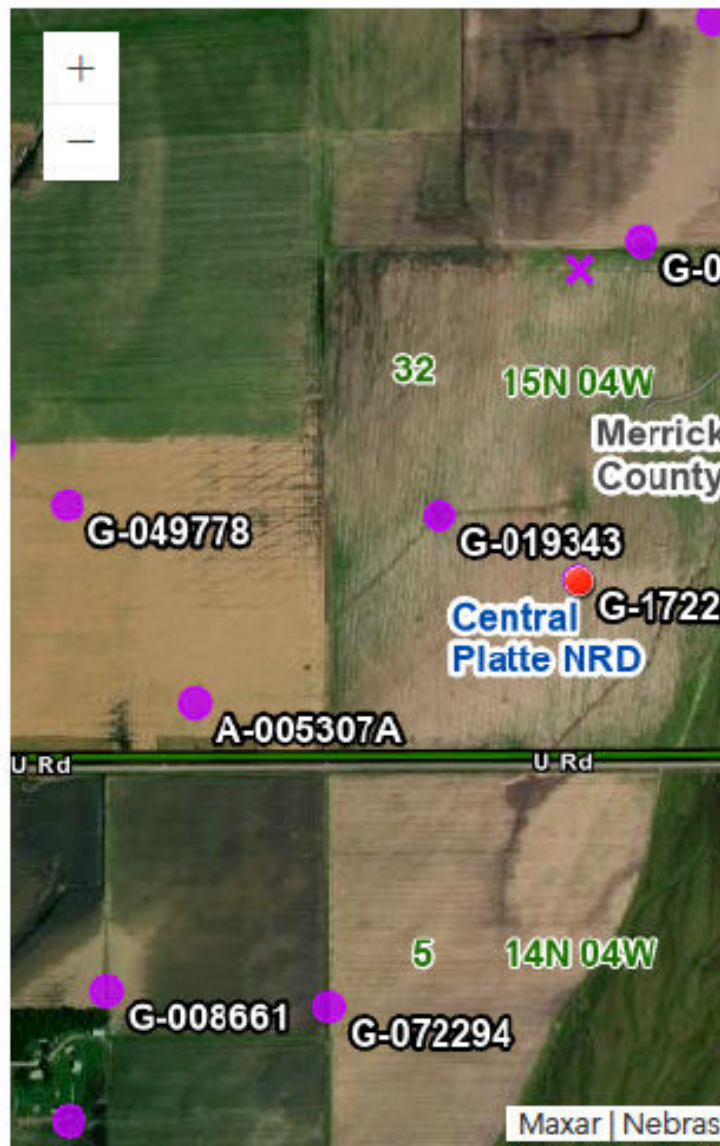 +
−
G-0
32
15N 04W
Merrick
County
G-049778
G-019343
G-1722
Central
Platte NRD
A-005307A
U Rd
U Rd
5
14N 04W
G-008661
G-072294
Maxar | Nebras